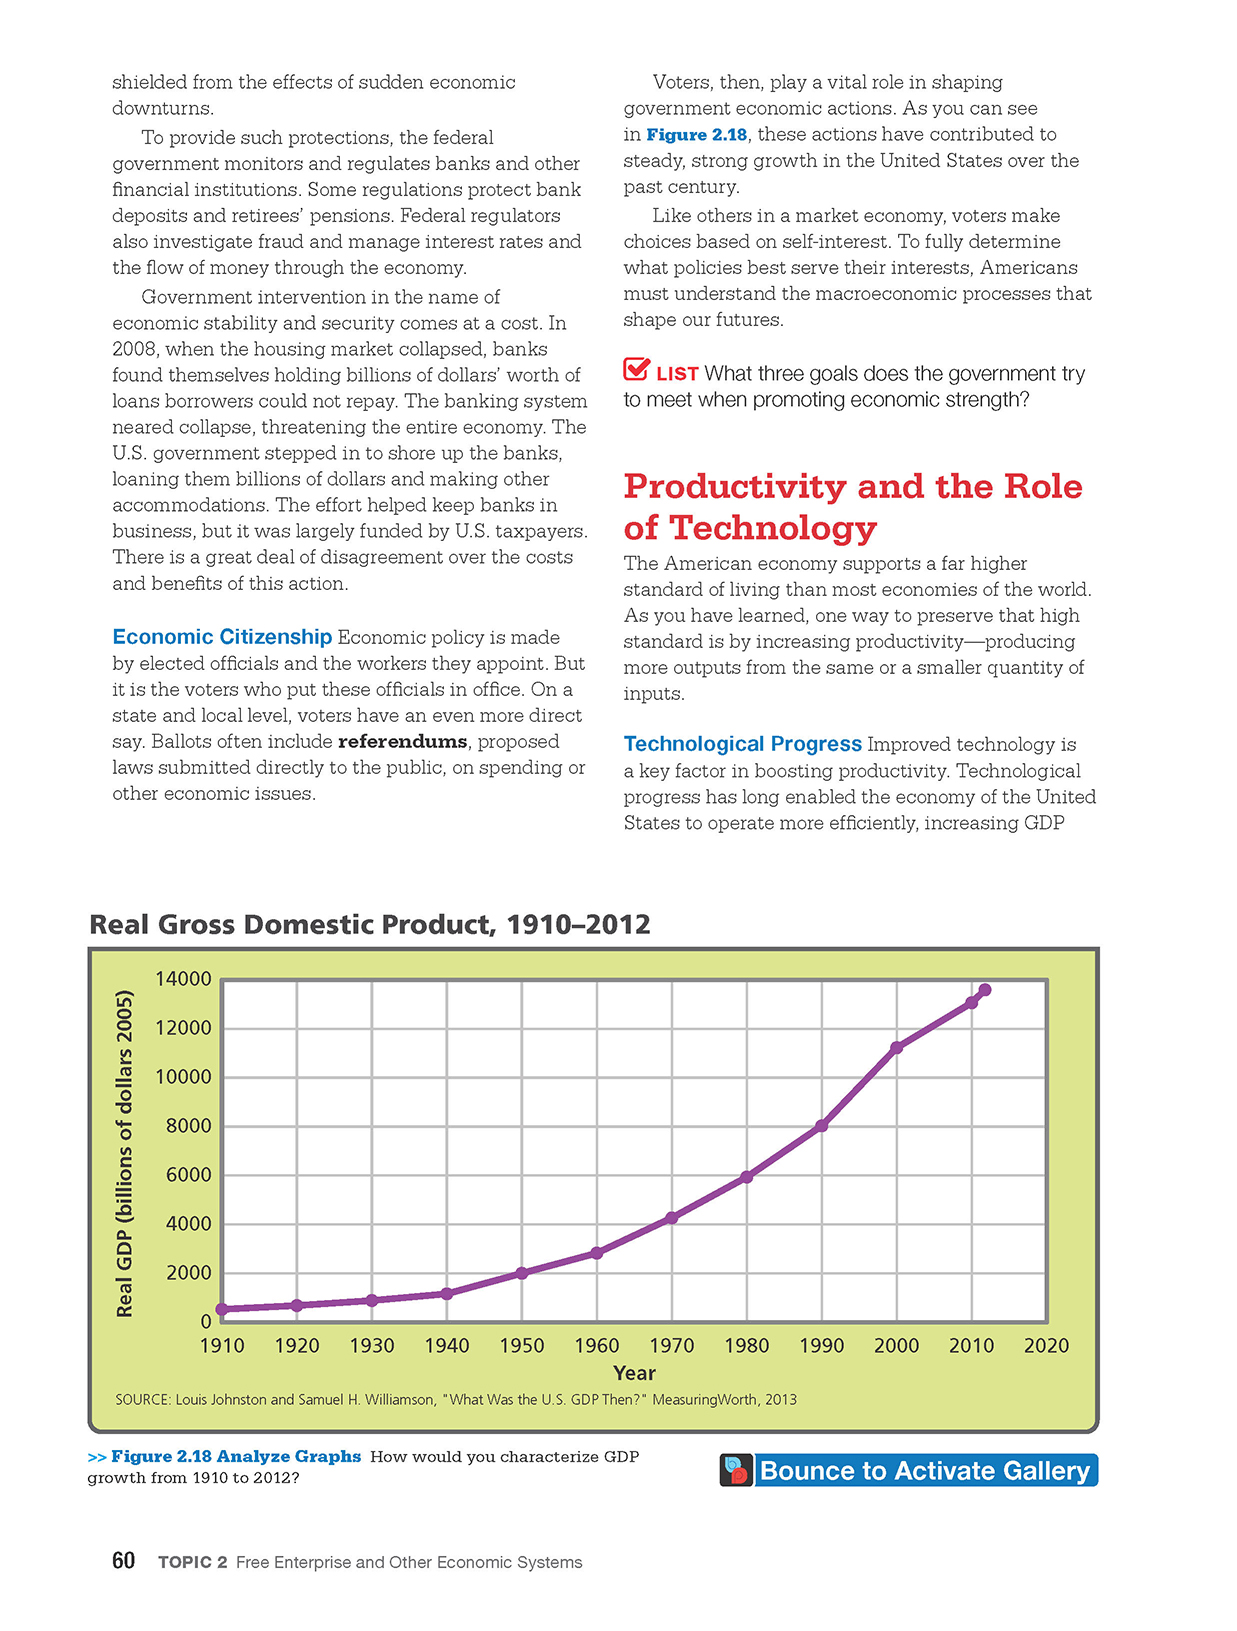 shielded from the effects of sudden economic
downturns.
To provide such protections, the federal
government monitors and regulates banks and other
financial institutions. Some regulations protect bank
deposits and retirees’ pensions. Federal regulators
also investigate fraud and manage interest rates and
the flow of money through the economy.
Government intervention in the name of
economic stability and security comes at a cost. In
2008, when the housing market collapsed, banks
found themselves holding billions of dollars’ worth of
loans borrowers could not repay. The banking system
neared collapse, threatening the entire economy. The
U.S. government stepped in to shore up the banks,
loaning them billions of dollars and making other
accommodations. The effort helped keep banks in
business, but it was largely funded by U.S. taxpayers.
There is a great deal of disagreement over the costs
and benefits of this action.
Economic Citizenship Economic policy is made
by elected officials and the workers they appoint. But
it is the voters who put these officials in office. On a
state and local level, voters have an even more direct
say. Ballots often include referendums, proposed
laws submitted directly to the public, on spending or
other economic issues.
Voters, then, play a vital role in shaping
government economic actions. As you can see
in Figure 2.18, these actions have contributed to
steady, strong growth in the United States over the
past century.
Like others in a market economy, voters make
choices based on self-interest. To fully determine
what policies best serve their interests, Americans
must understand the macroeconomic processes that
shape our futures.
LIST What three goals does the government try
to meet when promoting economic strength?
Productivity and the Role
of Technology
The American economy supports a far higher
standard of living than most economies of the world.
As you have learned, one way to preserve that high
standard is by increasing productivity—producing
more outputs from the same or a smaller quantity of
inputs.
Technological Progress Improved technology is
a key factor in boosting productivity. Technological
progress has long enabled the economy of the United
States to operate more efficiently, increasing GDP
Real Gross Domestic Product, 1910–2012
Real GDP (billions of dollars 2005)
14000
12000
10000
8000
6000
4000
2000
0
1910 1920 1930 1940 1950 1960 1970 1980 1990 2000 2010 2020
Year
SOURCE: Louis Johnston and Samuel H. Williamson, "What Was the U.S. GDP Then?" MeasuringWorth, 2013
>> Figure 2.18 Analyze Graphs How would you characterize GDP
growth from 1910 to 2012?
Bounce to Activate Gallery
60 TOPIC 2 Free Enterprise and Other Economic Systems